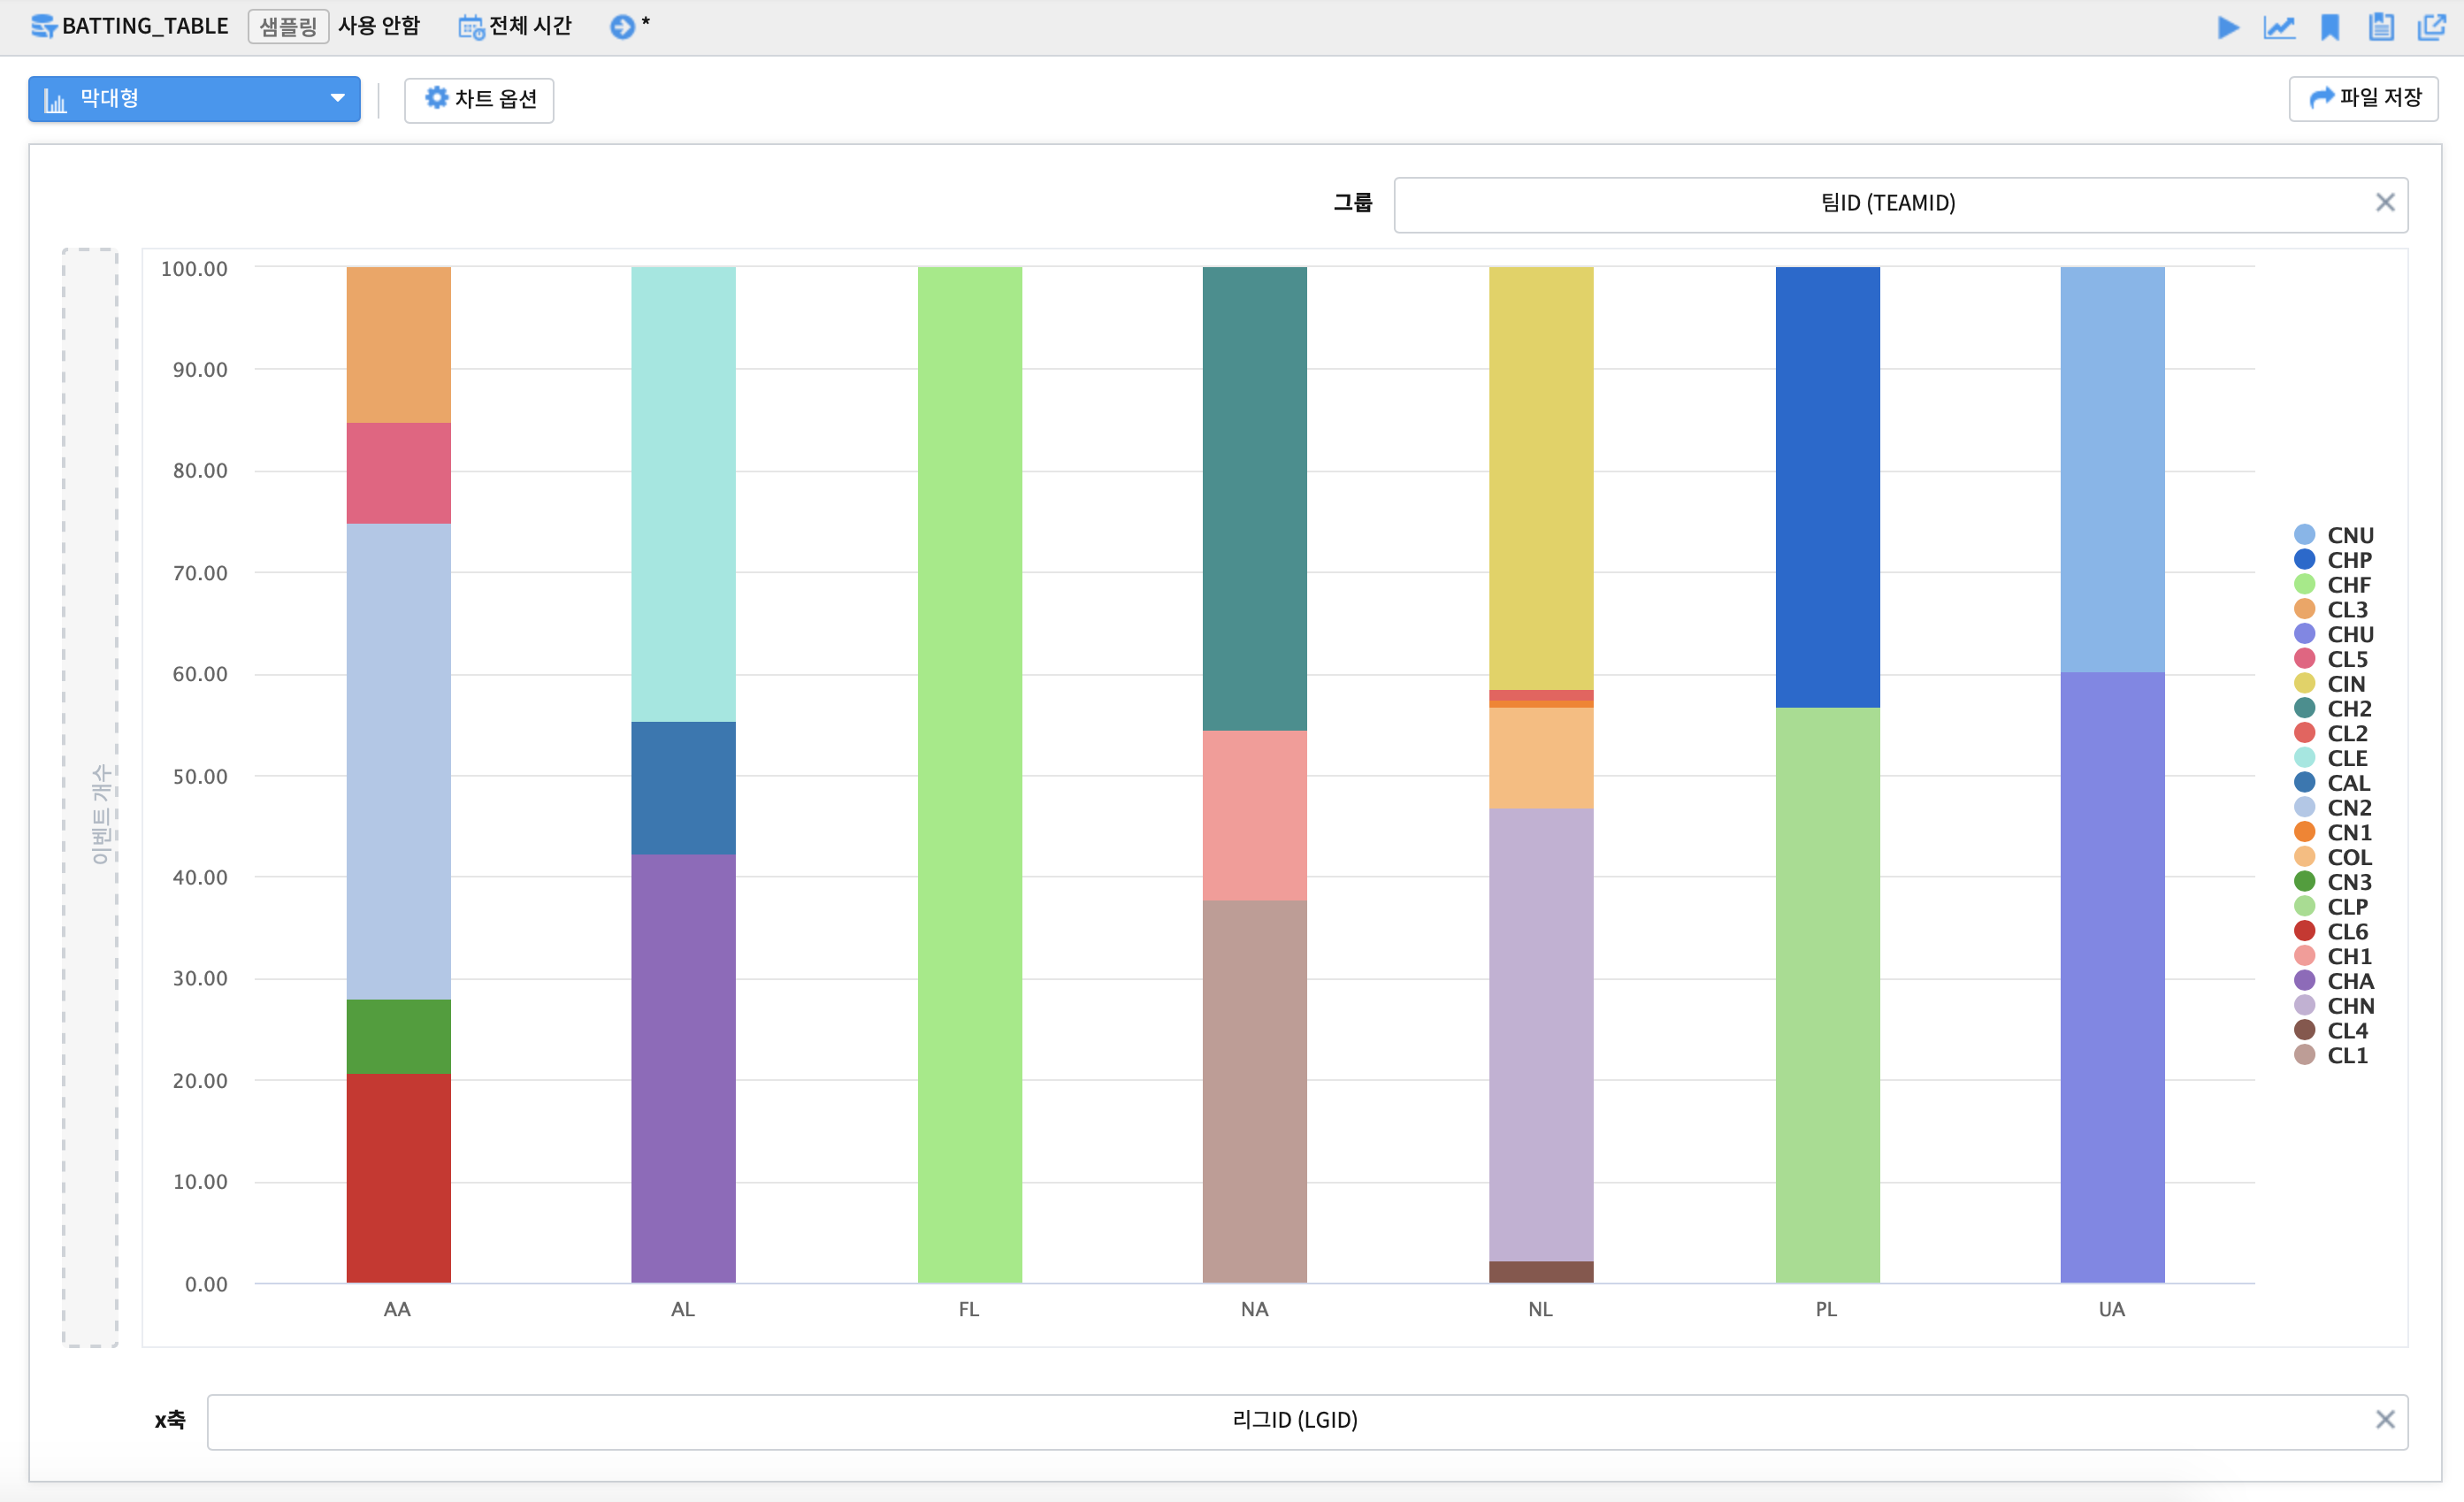 BATTING_TABLE 샘플링 사용 안함 전체 시간 *
막대형 차트 옵션 파일 저장
그룹 팀ID (TEAMID)
이벤트 개수
100.00
90.00
80.00
70.00
60.00
50.00
40.00
30.00
20.00
10.00
0.00
AA AL FL NA NL PL UA
CNU
CHP
CHF
CL3
CHU
CL5
CIN
CH2
CL2
CLE
CAL
CN2
CN1
COL
CN3
CLP
CL6
CH1
CHA
CHN
CL4
CL1
x축 리그ID (LGID)